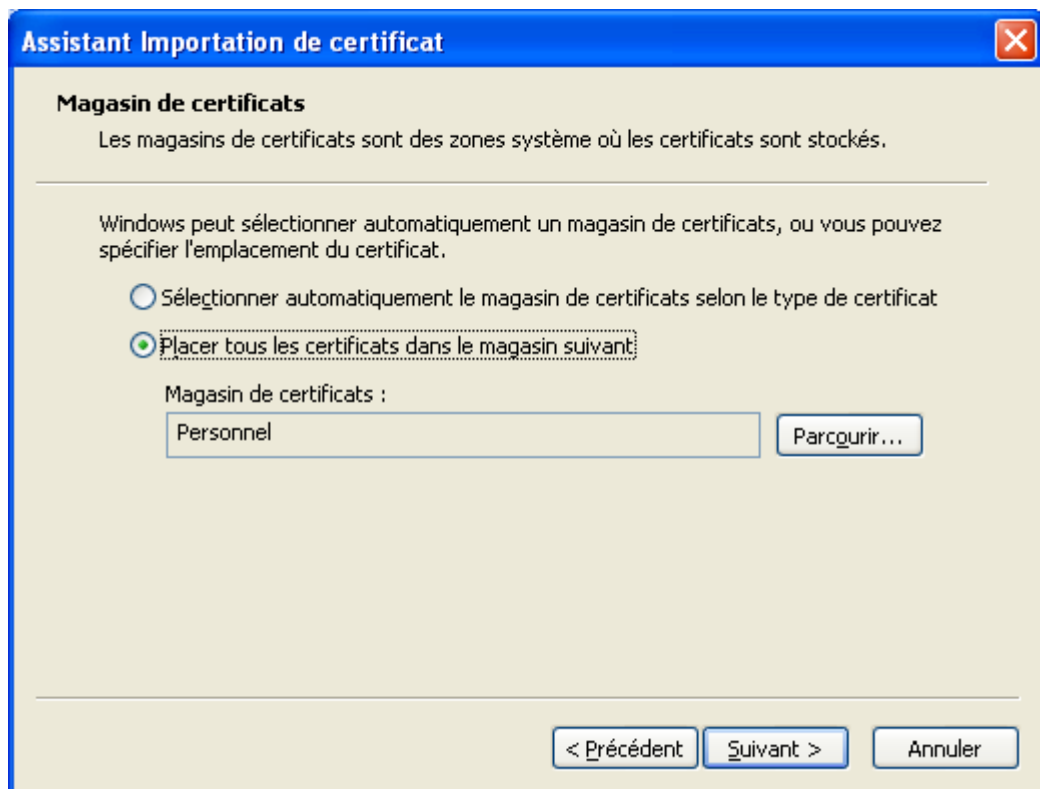 Assistant Importation de certificat
Magasin de certificats
Les magasins de certificats sont des zones système où les certificats sont stockés.
Windows peut sélectionner automatiquement un magasin de certificats, ou vous pouvez
spécifier l'emplacement du certificat.
Sélectionner automatiquement le magasin de certificats selon le type de certificat
Placer tous les certificats dans le magasin suivant
Magasin de certificats :
Personnel
Parcourir...
< Précédent
Suivant >
Annuler